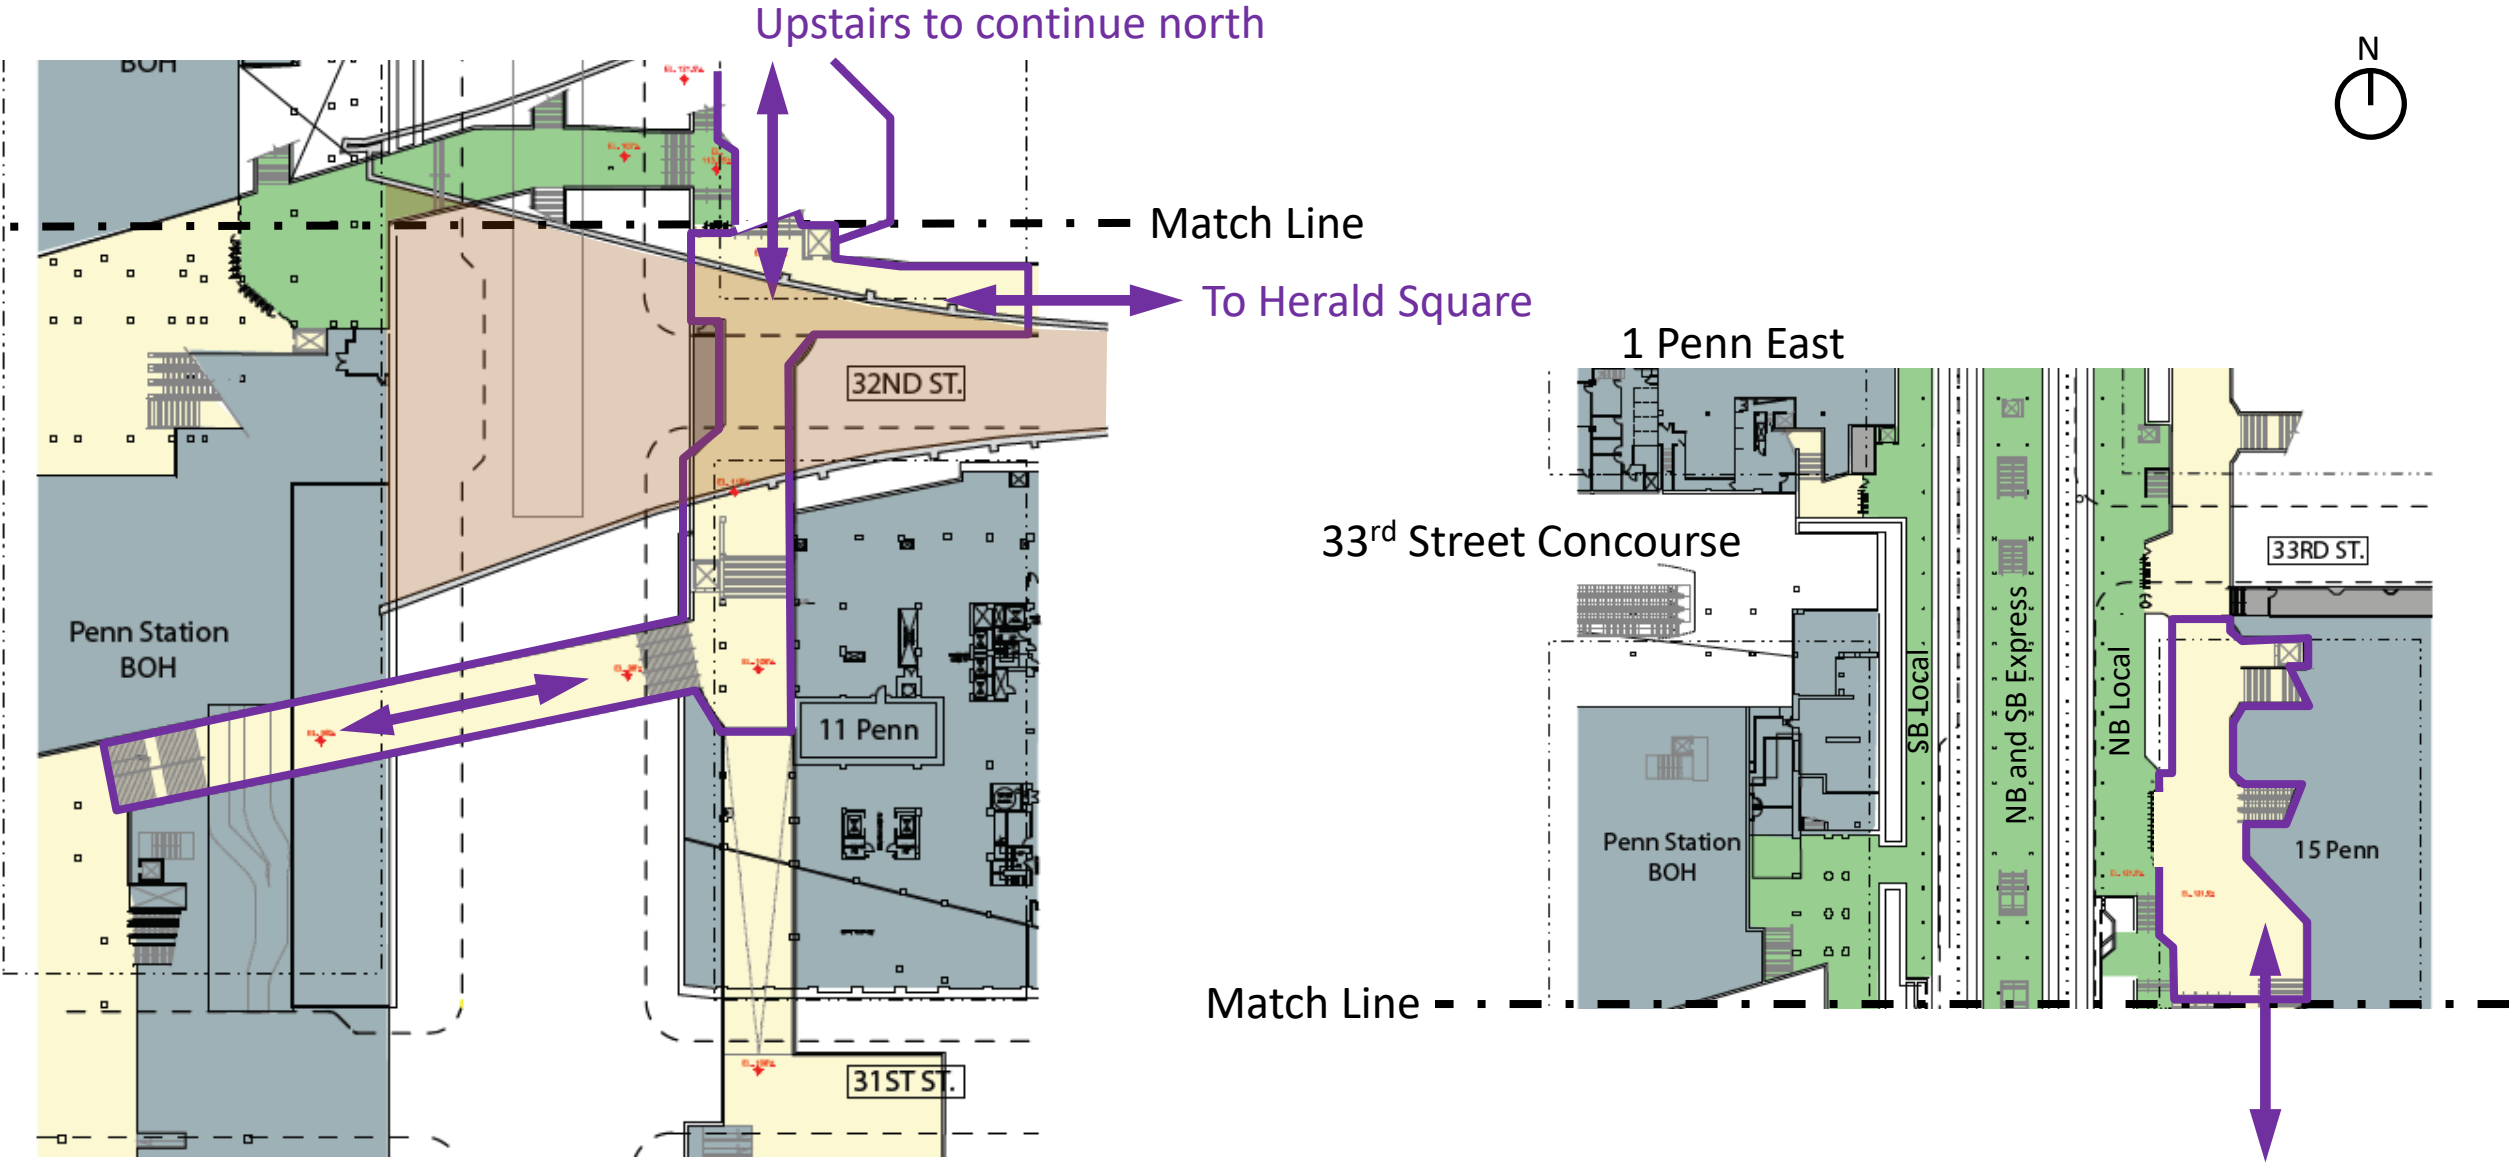 Upstairs to continue north
N
BOH
Match Line
To Herald Square
1 Penn East
32ND ST.
33rd Street Concourse
33RD ST.
Penn Station
BOH
SB Local
NB and SB Express
NB Local
11 Penn
Penn Station
BOH
15 Penn
Match Line
31ST ST.